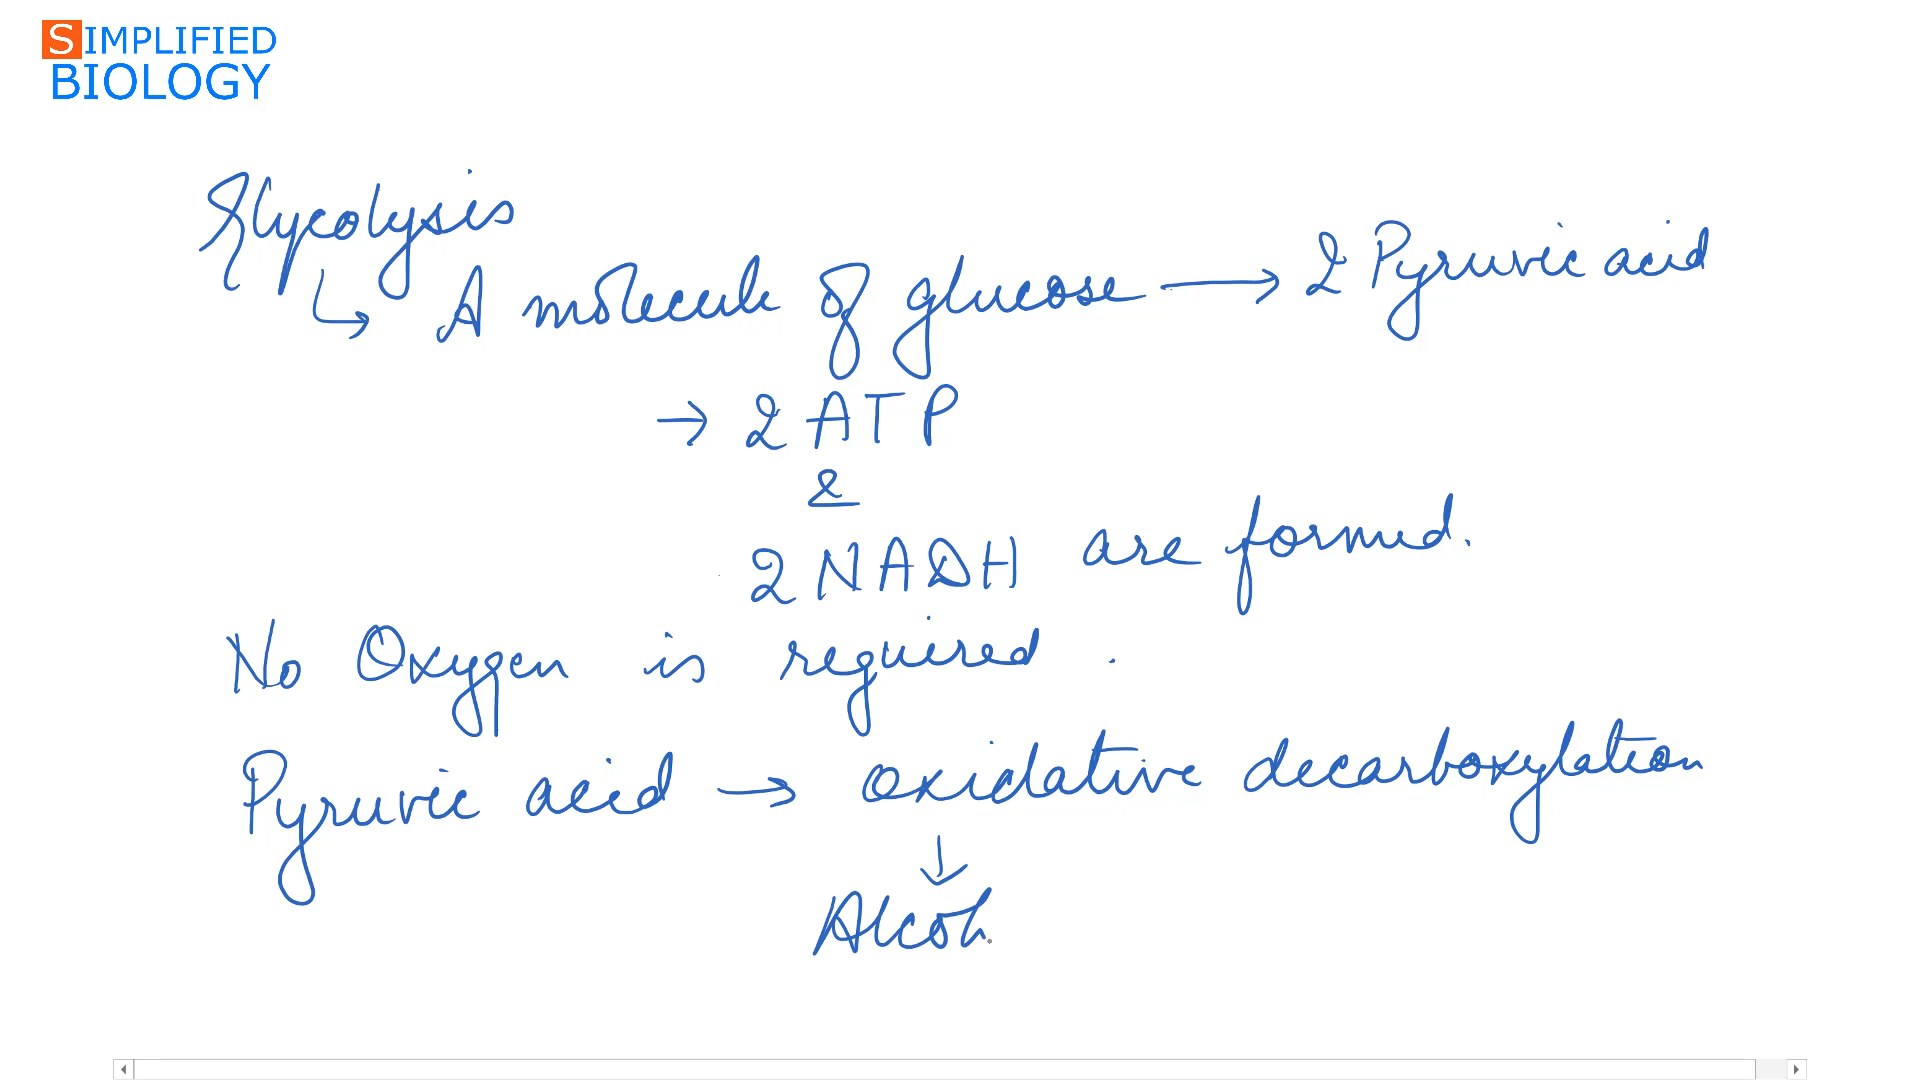 SIMPLIFIED
BIOLOGY
Glycolysis
↳ A molecule of glucose → 2 Pyruvic acid
→ 2 ATP
&
2 NADH are formed.
No Oxygen is required.
Pyruvic acid → oxidative decarboxylation
↓
Alcoh